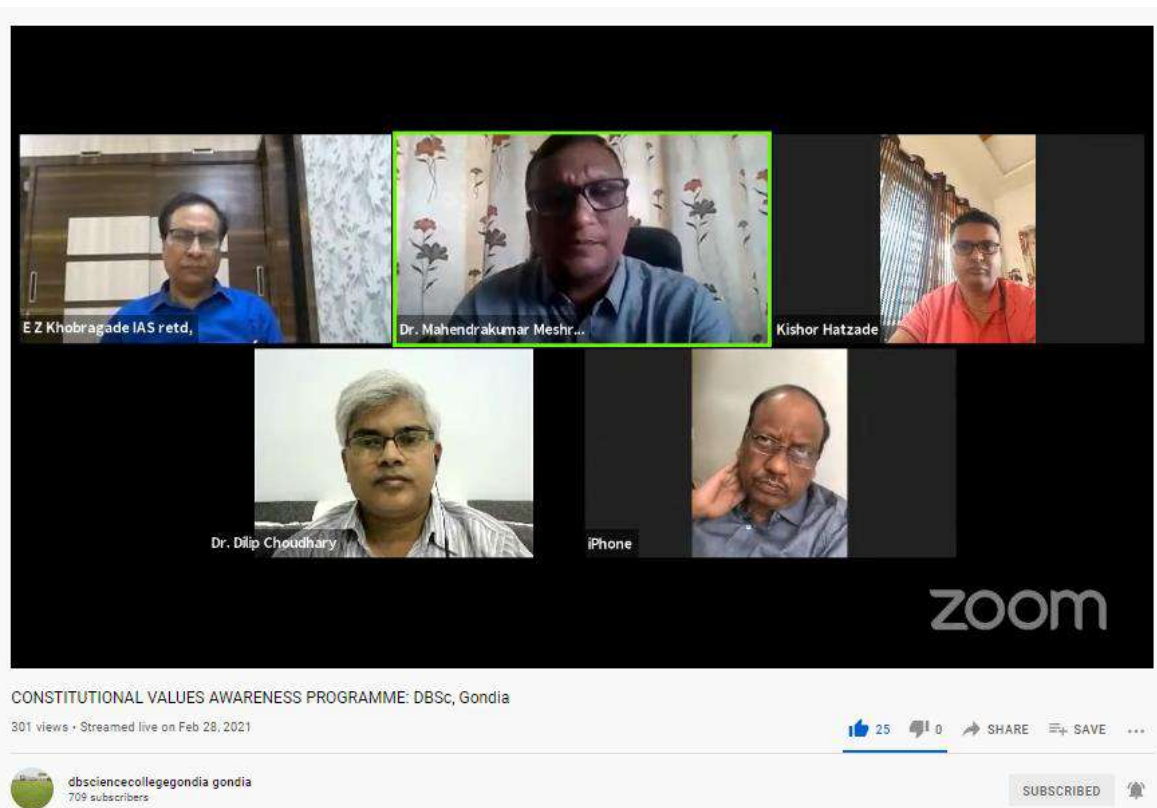 E Z Khobragade IAS retd,
Dr. Mahendrakumar Meshr...
Kishor Hatzade
Dr. Dilip Choudhary
iPhone
zoom
CONSTITUTIONAL VALUES AWARENESS PROGRAMME: DBSc, Gondia
301 views • Streamed live on Feb 28, 2021
25 0 SHARE SAVE ...
dbsciencecollegegondia gondia
709 subscribers
SUBSCRIBED